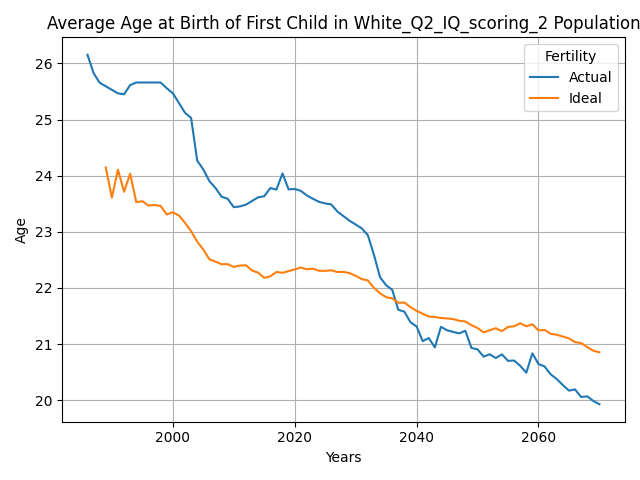 Average Age at Birth of First Child in White_Q2_IQ_scoring_2 Population
Fertility
Actual
Ideal
26
25
24
23
22
21
20
Age
2000
2020
2040
2060
Years